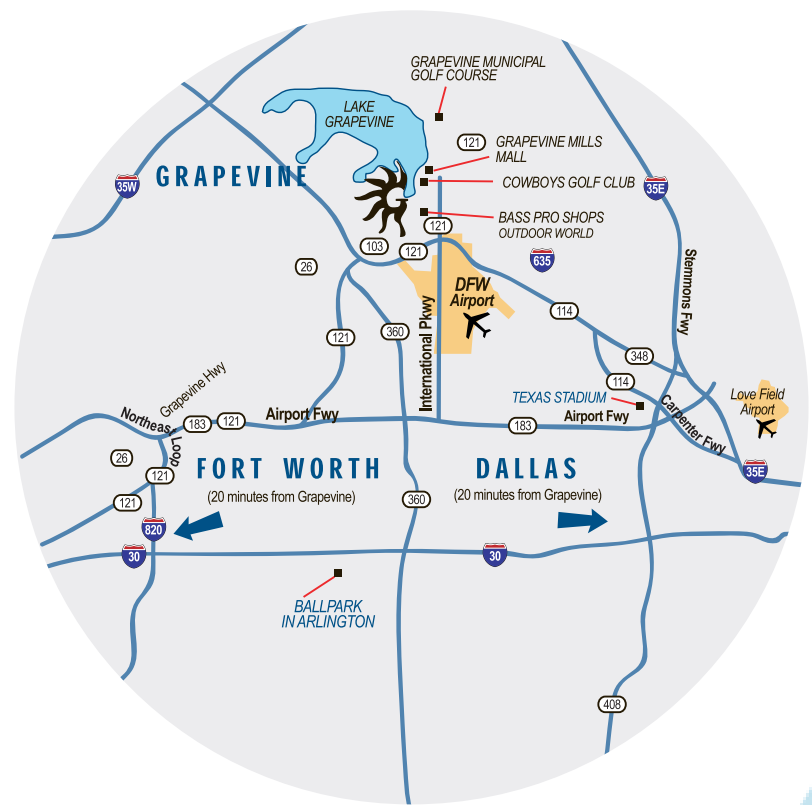 GRAPEVINE MUNICIPAL
GOLF COURSE
LAKE
GRAPEVINE
121
GRAPEVINE MILLS
MALL
35W
GRAPEVINE
COWBOYS GOLF CLUB
35E
BASS PRO SHOPS
OUTDOOR WORLD
121
103
121
26
635
Stemmons Fwy
DFW
Airport
International Pkwy
114
121
360
348
114
Grapevine Hwy
TEXAS STADIUM
Love Field
Airport
Northeast Loop
183
121
Airport Fwy
183
Airport Fwy
Carpenter Fwy
26
121
FORT WORTH
(20 minutes from Grapevine)
DALLAS
(20 minutes from Grapevine)
35E
121
360
820
30
30
BALLPARK
IN ARLINGTON
408